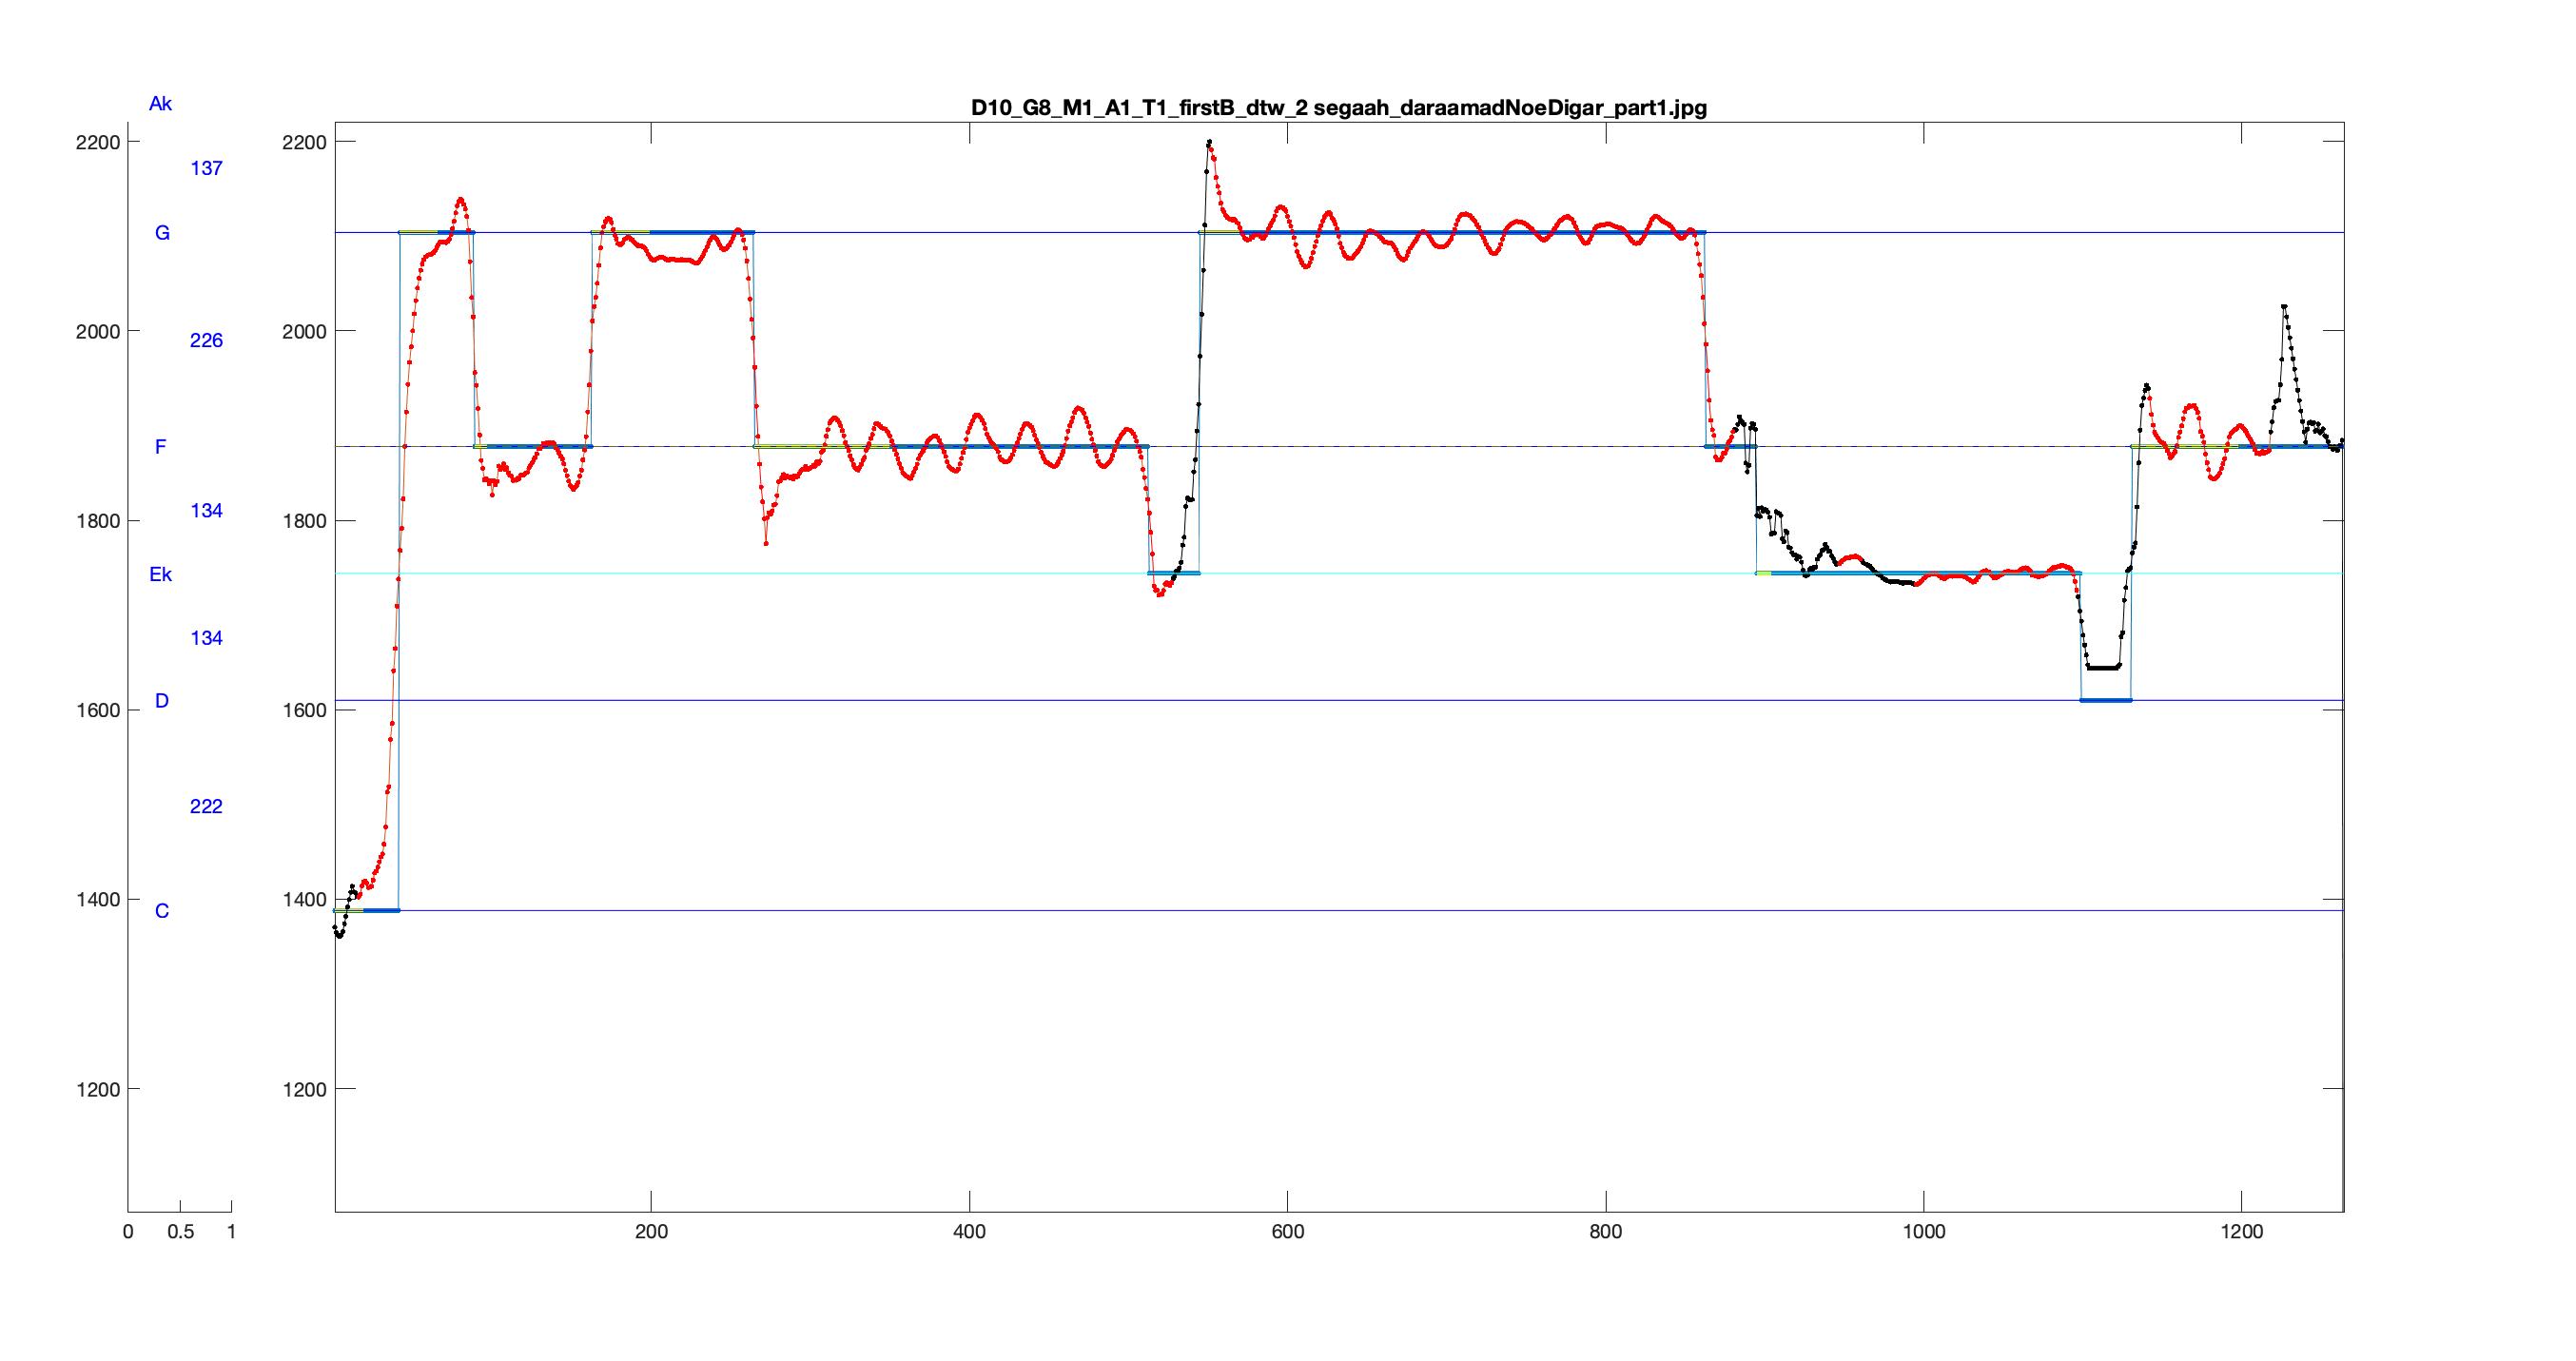 D10_G8_M1_A1_T1_firstB_dtw_2 segaah_daraamadNoeDigar_part1.jpg
Ak
2200 137 2200
G
2000 226 2000
F
1800 134 1800
Ek
134
D
1600 1600
222
1400 C 1400
1200 1200
0 0.5 1 200 400 600 800 1000 1200